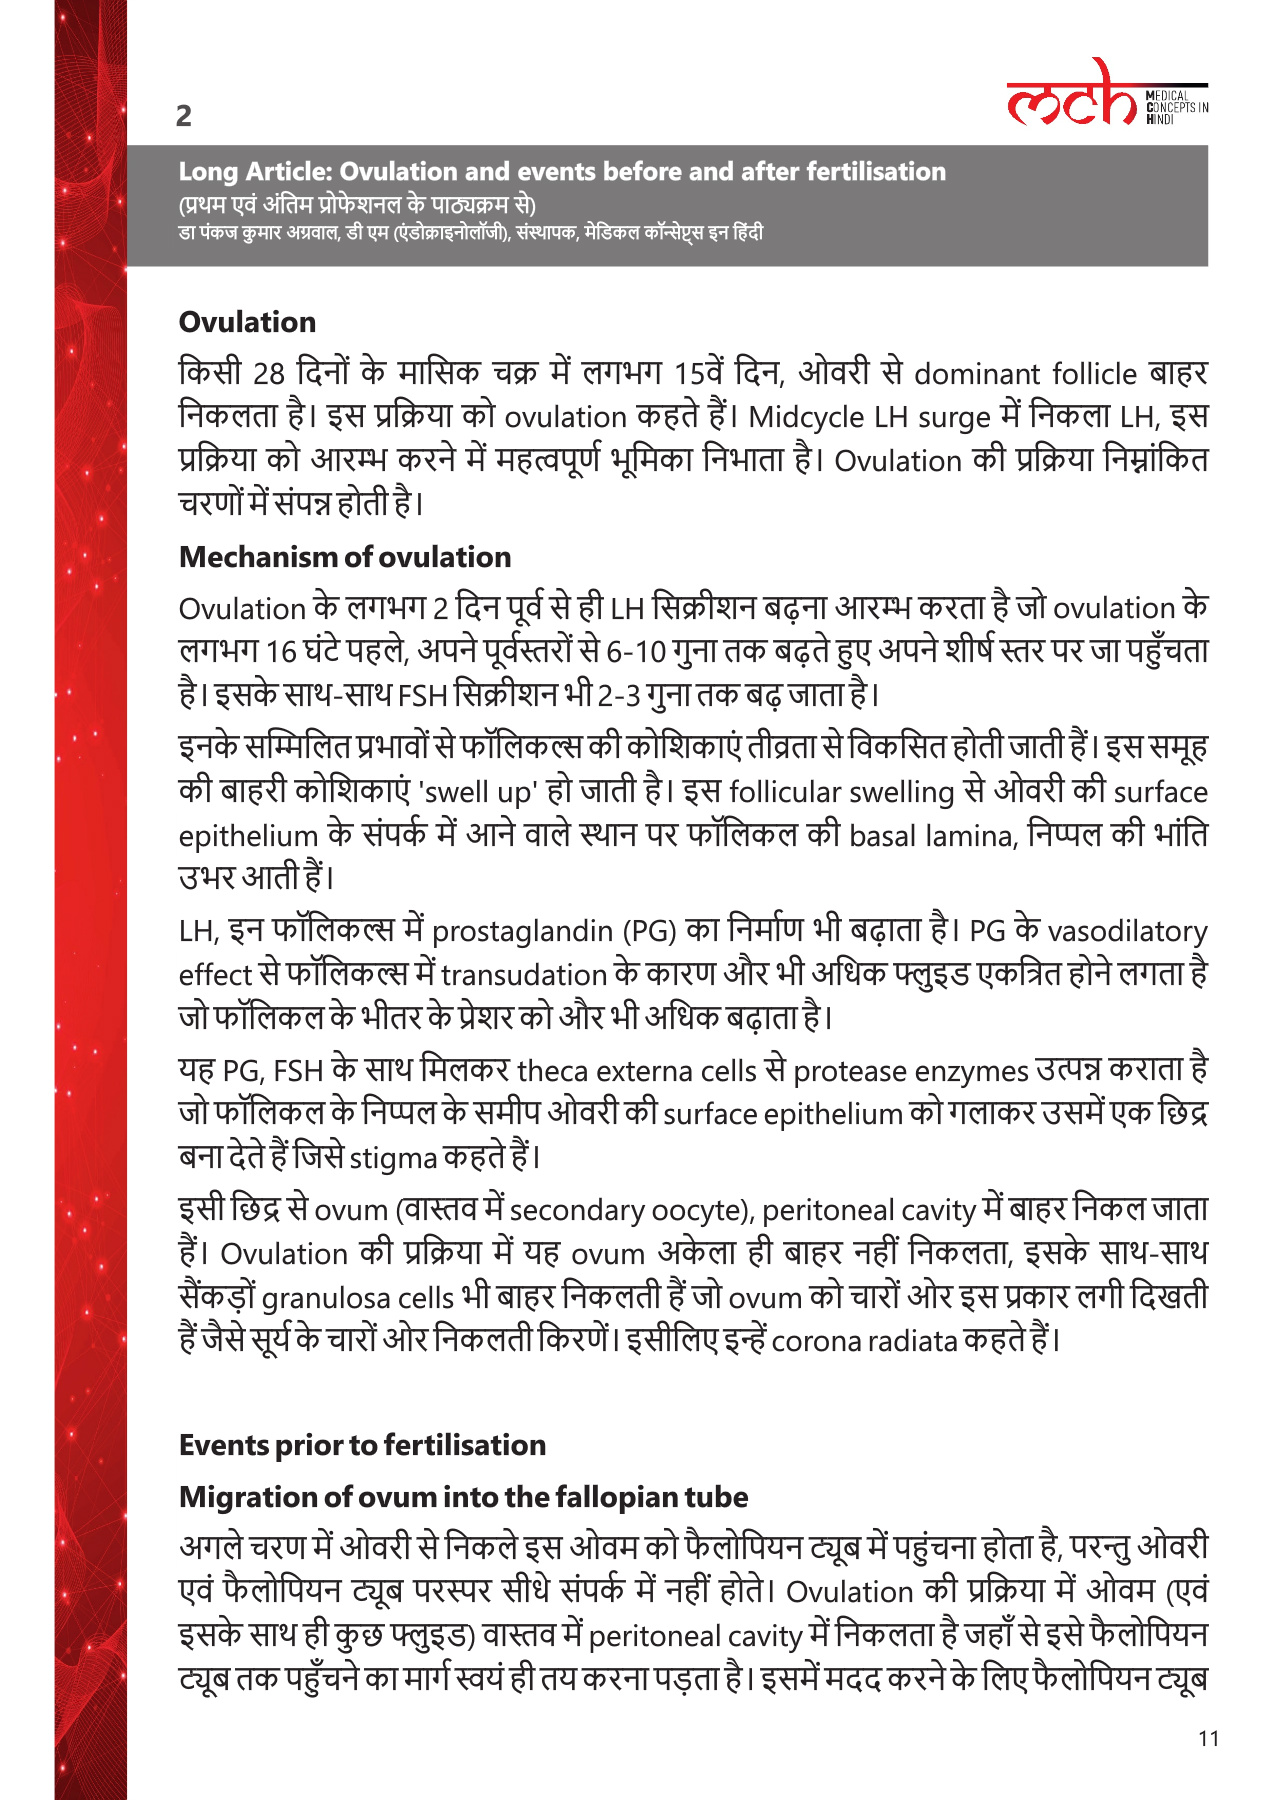 2
mch MEDICAL
CONCEPTS IN
HINDI
Long Article: Ovulation and events before and after fertilisation
(प्रथम एवं अंतिम प्रोफेशनल के पाठ्यक्रम से)
डा पंकज कुमार अग्रवाल, डी एम (एंडोक्राइनोलॉजी), संस्थापक, मेडिकल कॉन्सेप्ट्स इन हिंदी
Ovulation
किसी 28 दिनों के मासिक चक्र में लगभग 15वें दिन, ओवरी से dominant follicle बाहर
निकलता है। इस प्रक्रिया को ovulation कहते हैं। Midcycle LH surge में निकला LH, इस
प्रक्रिया को आरम्भ करने में महत्वपूर्ण भूमिका निभाता है। Ovulation की प्रक्रिया निम्नांकित
चरणों में संपन्न होती है।
Mechanism of ovulation
Ovulation के लगभग 2 दिन पूर्व से ही LH सिक्रीशन बढ़ना आरम्भ करता है जो ovulation के
लगभग 16 घंटे पहले, अपने पूर्वस्तरों से 6-10 गुना तक बढ़ते हुए अपने शीर्ष स्तर पर जा पहुँचता
है। इसके साथ-साथ FSH सिक्रीशन भी 2-3 गुना तक बढ़ जाता है।
इनके सम्मिलित प्रभावों से फॉलिकल्स की कोशिकाएं तीव्रता से विकसित होती जाती हैं। इस समूह
की बाहरी कोशिकाएं 'swell up' हो जाती है। इस follicular swelling से ओवरी की surface
epithelium के संपर्क में आने वाले स्थान पर फॉलिकल की basal lamina, निप्पल की भांति
उभर आती हैं।
LH, इन फॉलिकल्स में prostaglandin (PG) का निर्माण भी बढ़ाता है। PG के vasodilatory
effect से फॉलिकल्स में transudation के कारण और भी अधिक फ्लुइड एकत्रित होने लगता है
जो फॉलिकल के भीतर के प्रेशर को और भी अधिक बढ़ाता है।
यह PG, FSH के साथ मिलकर theca externa cells से protease enzymes उत्पन्न कराता है
जो फॉलिकल के निप्पल के समीप ओवरी की surface epithelium को गलाकर उसमें एक छिद्र
बना देते हैं जिसे stigma कहते हैं।
इसी छिद्र से ovum (वास्तव में secondary oocyte), peritoneal cavity में बाहर निकल जाता
हैं। Ovulation की प्रक्रिया में यह ovum अकेला ही बाहर नहीं निकलता, इसके साथ-साथ
सैंकड़ों granulosa cells भी बाहर निकलती हैं जो ovum को चारों ओर इस प्रकार लगी दिखती
हैं जैसे सूर्य के चारों ओर निकलती किरणें। इसीलिए इन्हें corona radiata कहते हैं।
Events prior to fertilisation
Migration of ovum into the fallopian tube
अगले चरण में ओवरी से निकले इस ओवम को फैलोपियन ट्यूब में पहुंचना होता है, परन्तु ओवरी
एवं फैलोपियन ट्यूब परस्पर सीधे संपर्क में नहीं होते। Ovulation की प्रक्रिया में ओवम (एवं
इसके साथ ही कुछ फ्लुइड) वास्तव में peritoneal cavity में निकलता है जहाँ से इसे फैलोपियन
ट्यूब तक पहुँचने का मार्ग स्वयं ही तय करना पड़ता है। इसमें मदद करने के लिए फैलोपियन ट्यूब
11